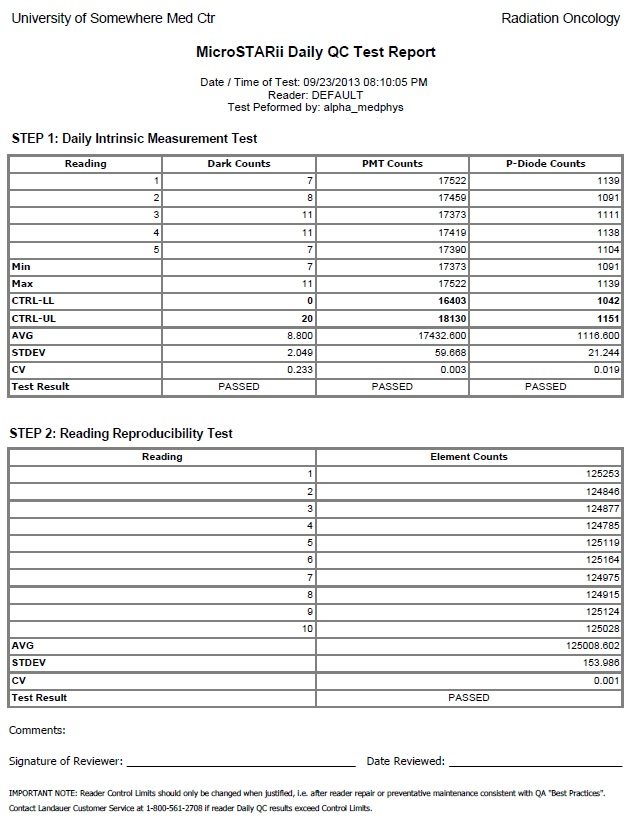 University of Somewhere Med Ctr Radiation Oncology
MicroSTARii Daily QC Test Report
Date / Time of Test: 09/23/2013 08:10:05 PM
Reader: DEFAULT
Test Peformed by: alpha_medphys
STEP 1: Daily Intrinsic Measurement Test
Reading Dark Counts PMT Counts P-Diode Counts
1 7 17522 1139
2 8 17459 1091
3 11 17373 1111
4 11 17419 1138
5 7 17390 1104
Min 7 17373 1091
Max 11 17522 1139
CTRL-LL 0 16403 1042
CTRL-UL 20 18130 1151
AVG 8.800 17432.600 1116.600
STDEV 2.049 59.668 21.244
CV 0.233 0.003 0.019
Test Result PASSED PASSED PASSED
STEP 2: Reading Reproducibility Test
Reading Element Counts
1 125253
2 124846
3 124877
4 124785
5 125119
6 125164
7 124975
8 124915
9 125124
10 125028
AVG 125008.602
STDEV 153.986
CV 0.001
Test Result PASSED
Comments:
Signature of Reviewer: Date Reviewed:
IMPORTANT NOTE: Reader Control Limits should only be changed when justified, i.e. after reader repair or preventative maintenance consistent with QA "Best Practices".
Contact Landauer Customer Service at 1-800-561-2708 if reader Daily QC results exceed Control Limits.